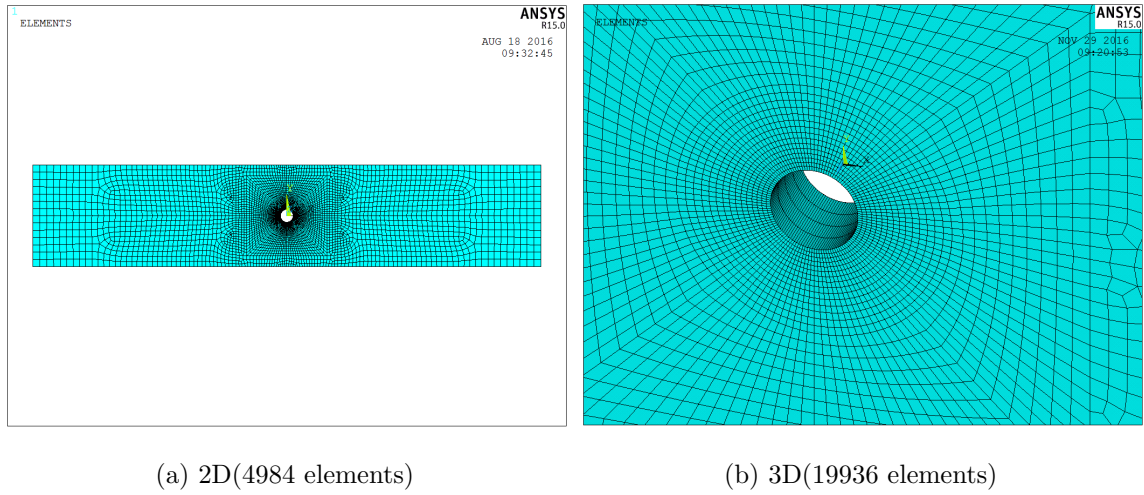 1
ELEMENTS
ANSYS
R15.0
AUG 18 2016
09:32:45
X
ELEMENTS
ANSYS
R15.0
NOV 29 2016
09:20:53
X
(a) 2D(4984 elements)
(b) 3D(19936 elements)